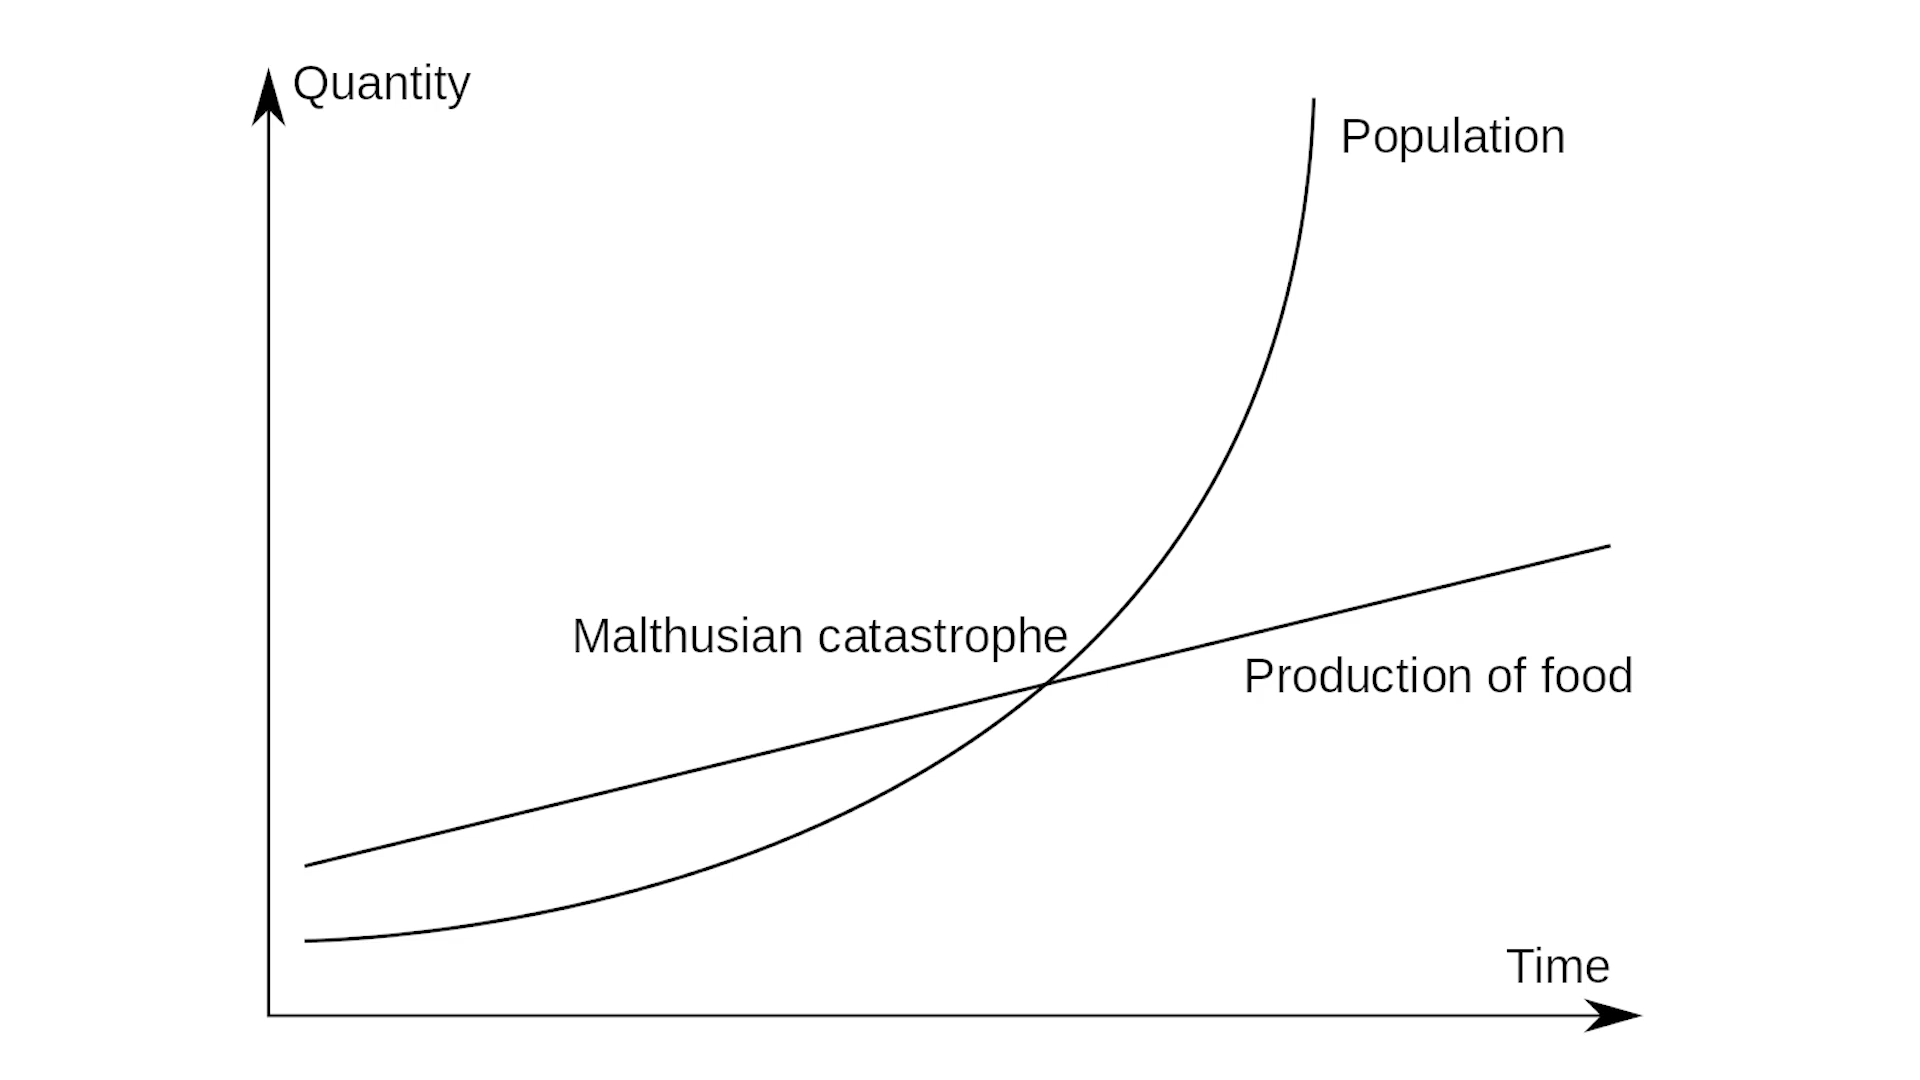 Quantity
Population
Malthusian catastrophe
Production of food
Time